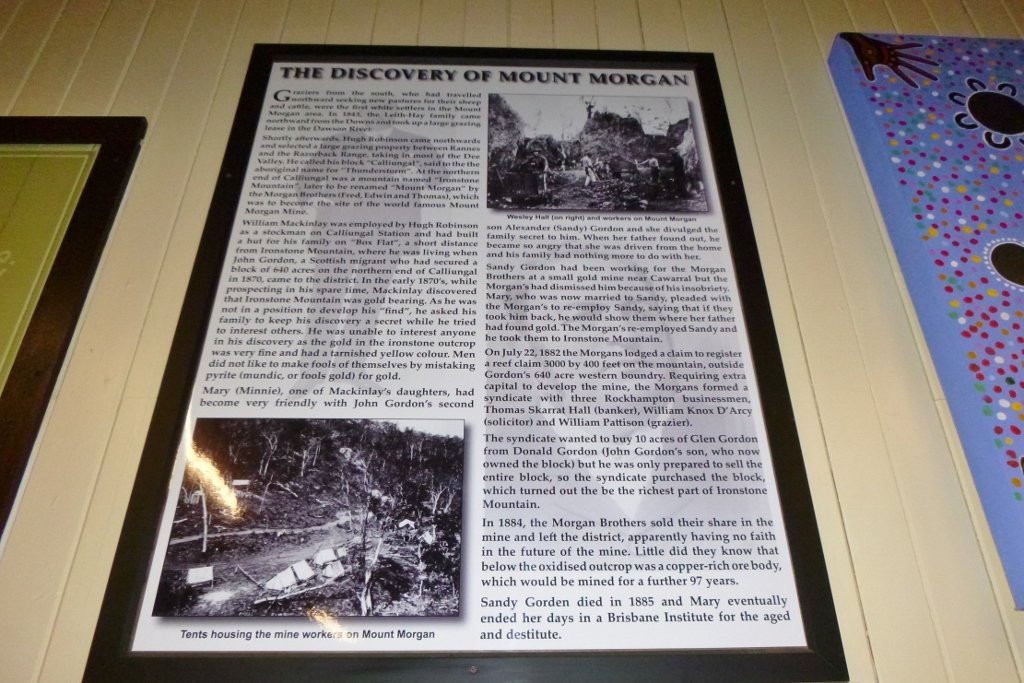 THE DISCOVERY OF MOUNT MORGAN
Graziers from the south, who had travelled
northward seeking new pastures for their sheep
and cattle, were the first white settlers in the Mount
Morgan area. In 1843, the Leith-Hay family came
northward from the Downs and took up a large grazing
lease in the Dawson River.
Shortly afterwards, Hugh Robinson came northwards
and selected a large grazing property between Rannes
and the Razorback Range, taking in most of the Dee
Valley. He called his block "Calliungal", said to the the
aboriginal name for "Thunderstorm". At the northern
end of Calliungal was a mountain named "Ironstone
Mountain", later to be renamed "Mount Morgan" by
the Morgan Brothers (Fred, Edwin and Thomas), which
was to become the site of the world famous Mount
Morgan Mine.
William Mackinlay was employed by Hugh Robinson
as a stockman on Calliungal Station and had built
a hut for his family on "Box Flat", a short distance
from Ironstone Mountain, where he was living when
John Gordon, a Scottish migrant who had secured a
block of 640 acres on the northern end of Calliungal
in 1870, came to the district. In the early 1870's, while
prospecting in his spare time, Mackinlay discovered
that Ironstone Mountain was gold bearing. As he was
not in a position to develop his "find", he asked his
family to keep his discovery a secret while he tried
to interest others. He was unable to interest anyone
in his discovery as the gold in the ironstone outcrop
was very fine and had a tarnished yellow colour. Men
did not like to make fools of themselves by mistaking
pyrite (mundic, or fools gold) for gold.
Mary (Minnie), one of Mackinlay's daughters, had
become very friendly with John Gordon's second
Tents housing the mine workers on Mount Morgan
Wesley Hall (on right) and workers on Mount Morgan
son Alexander (Sandy) Gordon and she divulged the
family secret to him. When her father found out, he
became so angry that she was driven from the home
and his family had nothing more to do with her.
Sandy Gordon had been working for the Morgan
Brothers at a small gold mine near Cawarral but the
Morgan's had dismissed him because of his insobriety.
Mary, who was now married to Sandy, pleaded with
the Morgan's to re-employ Sandy, saying that if they
took him back, he would show them where her father
had found gold. The Morgan's re-employed Sandy and
he took them to Ironstone Mountain.
On July 22, 1882 the Morgans lodged a claim to register
a reef claim 3000 by 400 feet on the mountain, outside
Gordon's 640 acre western boundry. Requiring extra
capital to develop the mine, the Morgans formed a
syndicate with three Rockhampton businessmen,
Thomas Skarrat Hall (banker), William Knox D'Arcy
(solicitor) and William Pattison (grazier).
The syndicate wanted to buy 10 acres of Glen Gordon
from Donald Gordon (John Gordon's son, who now
owned the block) but he was only prepared to sell the
entire block, so the syndicate purchased the block,
which turned out the be the richest part of Ironstone
Mountain.
In 1884, the Morgan Brothers sold their share in the
mine and left the district, apparently having no faith
in the future of the mine. Little did they know that
below the oxidised outcrop was a copper-rich ore body,
which would be mined for a further 97 years.
Sandy Gorden died in 1885 and Mary eventually
ended her days in a Brisbane Institute for the aged
and destitute.